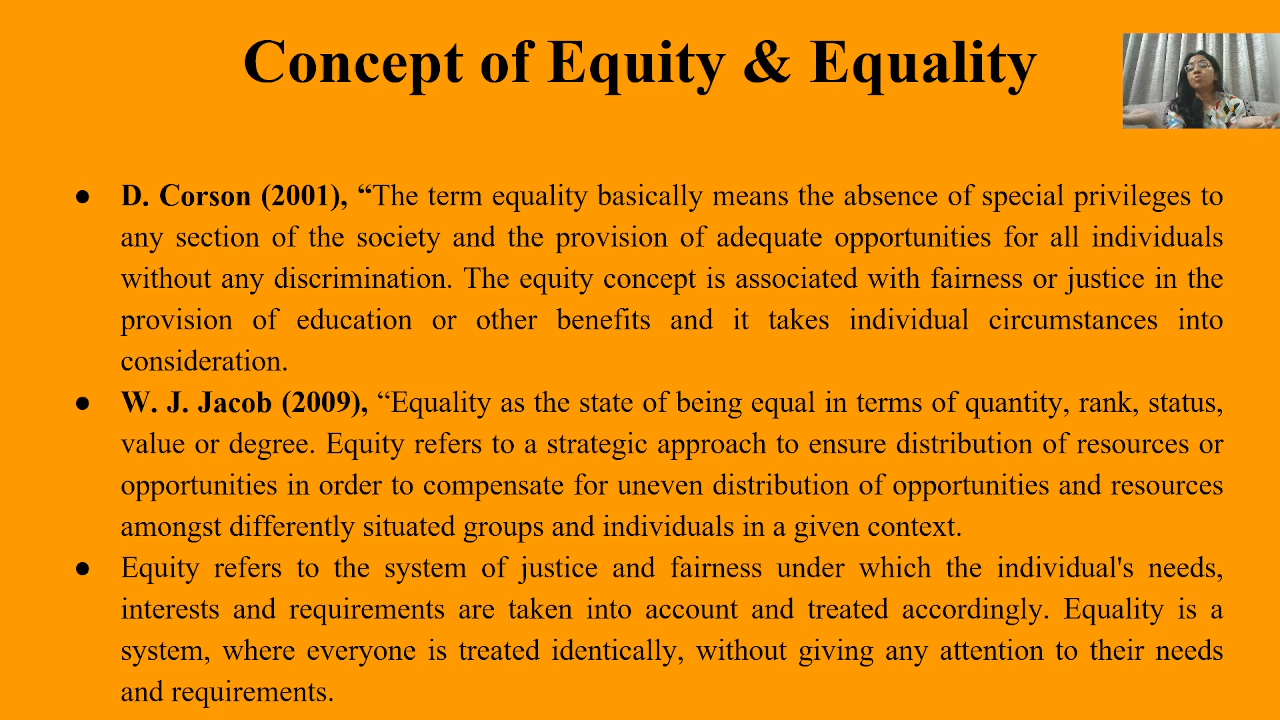 Concept of Equity & Equality
● D. Corson (2001), “The term equality basically means the absence of special privileges to
any section of the society and the provision of adequate opportunities for all individuals
without any discrimination. The equity concept is associated with fairness or justice in the
provision of education or other benefits and it takes individual circumstances into
consideration.
● W. J. Jacob (2009), “Equality as the state of being equal in terms of quantity, rank, status,
value or degree. Equity refers to a strategic approach to ensure distribution of resources or
opportunities in order to compensate for uneven distribution of opportunities and resources
amongst differently situated groups and individuals in a given context.
● Equity refers to the system of justice and fairness under which the individual's needs,
interests and requirements are taken into account and treated accordingly. Equality is a
system, where everyone is treated identically, without giving any attention to their needs
and requirements.